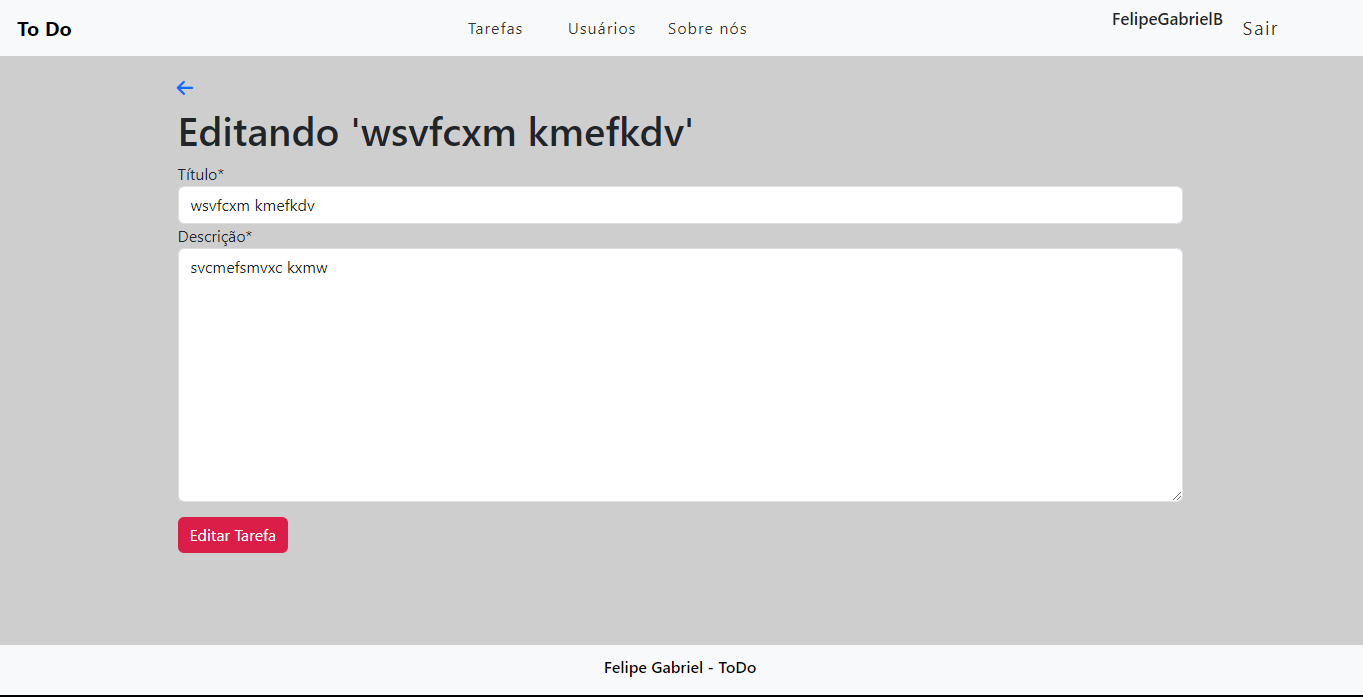 To Do
Tarefas
Usuários
Sobre nós
FelipeGabrielB
Sair
Editando 'wsvfcxm kmefkdv'
Título*
wsvfcxm kmefkdv
Descrição*
svcmefsmvxc kxmw
Editar Tarefa
Felipe Gabriel - ToDo